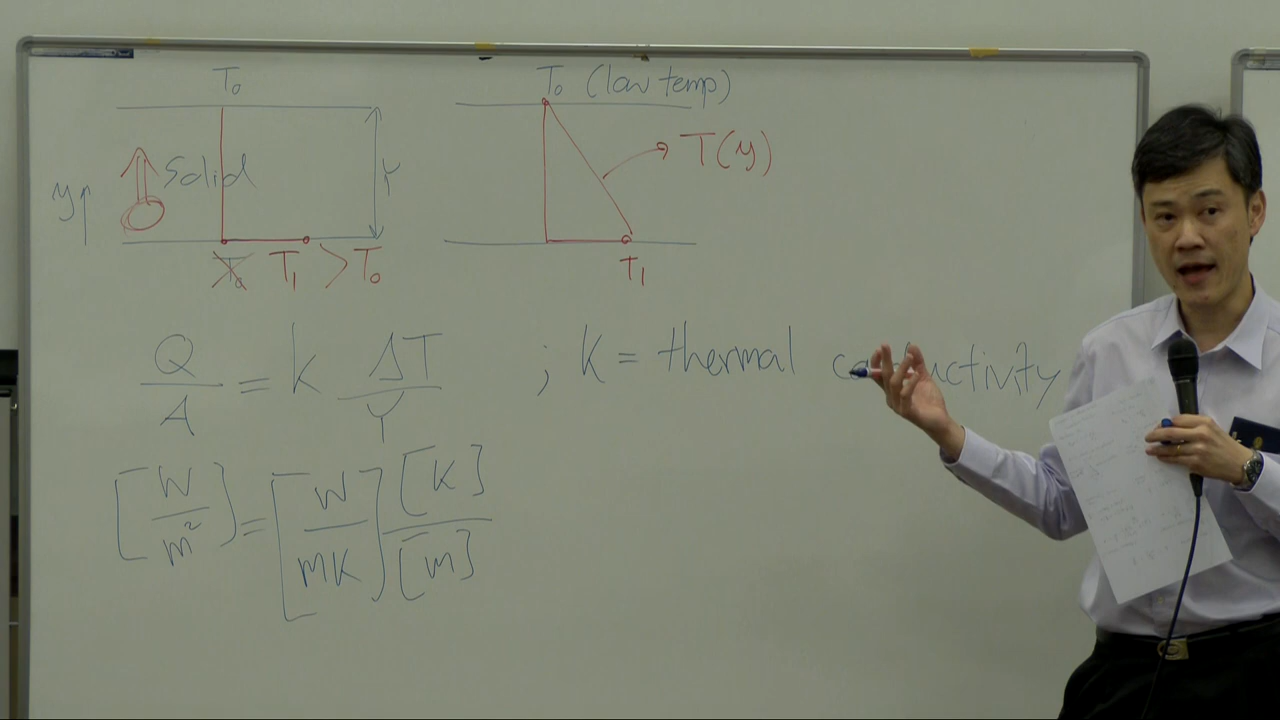 T₀
y
Solid
Y
T₀ T₁ > T₀
T₀ (low temp)
T(y)
T₁
Q/A = k ΔT/Y ; k = thermal conductivity
[W/m²] = [W/mK] [K]/[m]